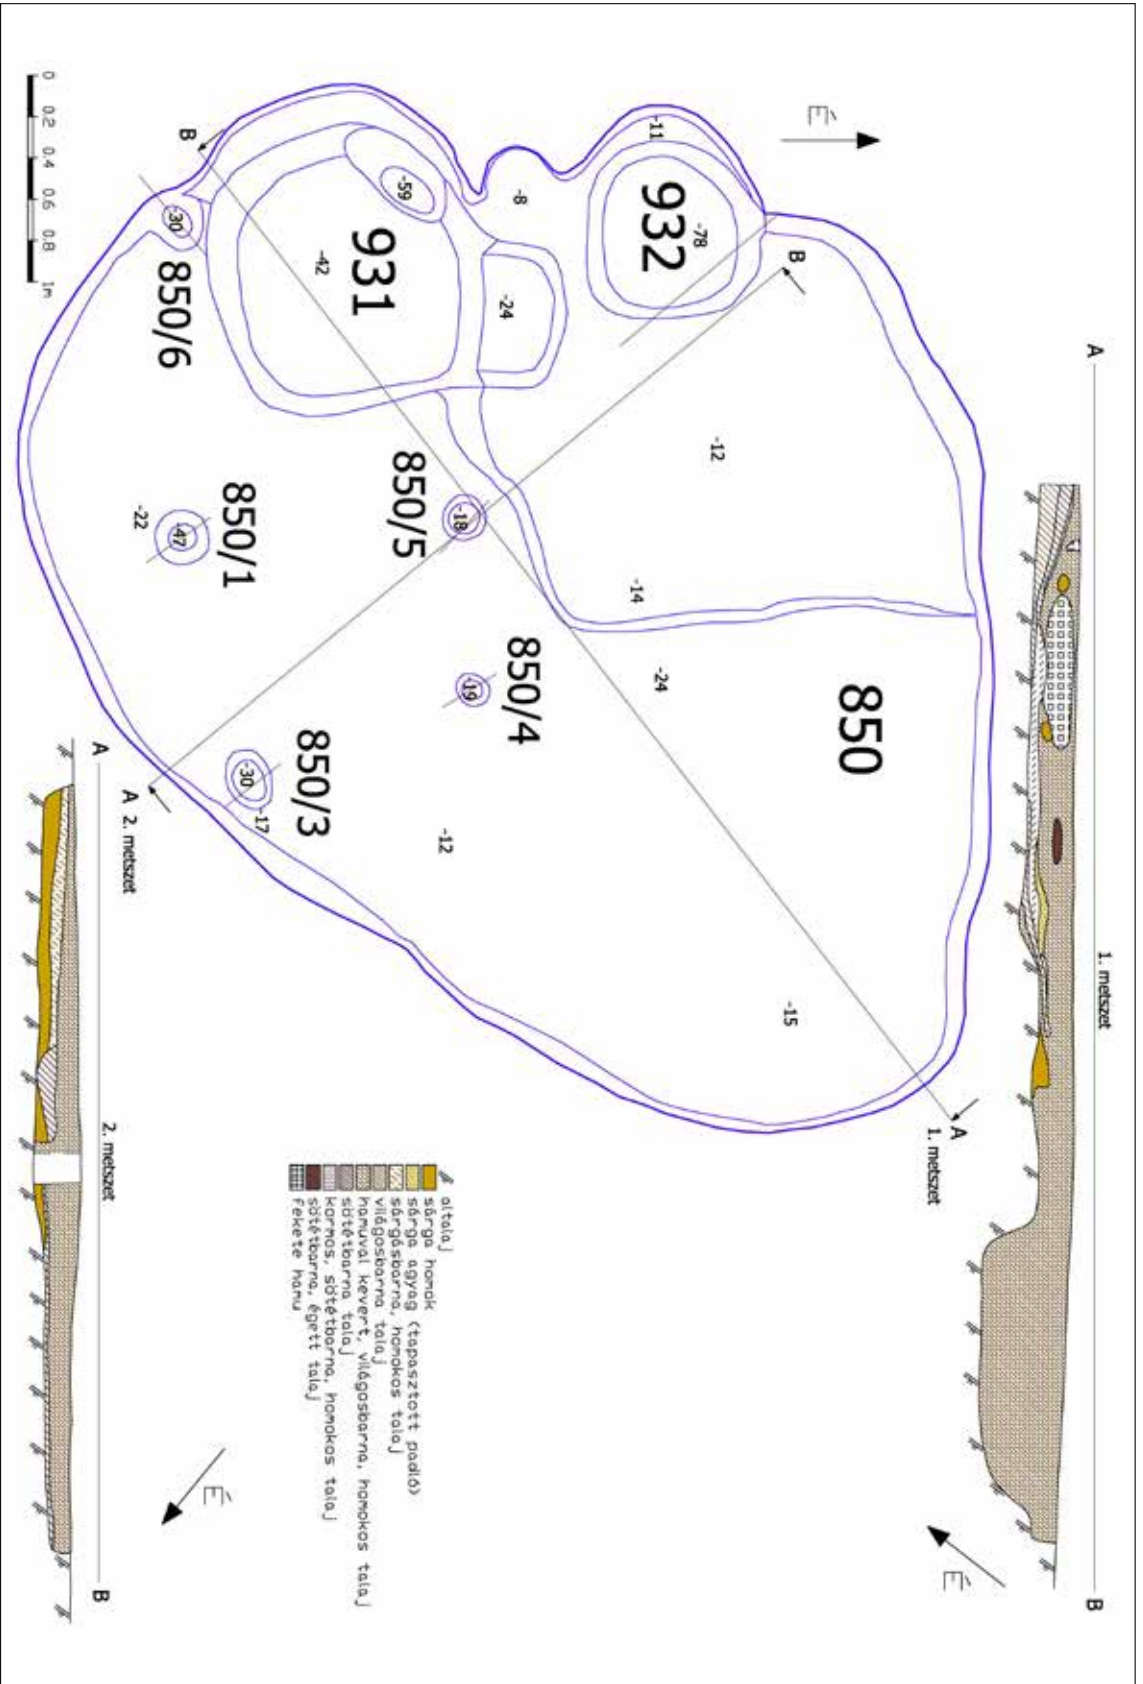 A
1. metszet
B
É
É
932
-11
-78
B
-8
931
-59
-42
-24
B
-30
850/6
0 0.2 0.4 0.6 0.8 1m
-12
850/5
-18
850/1
-47
-22
-14
850
-24
850/4
-19
850/3
-30
-17
-12
-15
A
1. metszet
A 2. metszet
altalaj
sárga homok
sárga agyag (tapasztott padló)
sárgásbarna, homokos talaj
világosbarna talaj
hamuval kevert, világosbarna, homokos talaj
sötétbarna talaj
kormos, sötétbarna, homokos talaj
sötétbarna, égett talaj
fekete hamu
A
2. metszet
B
É